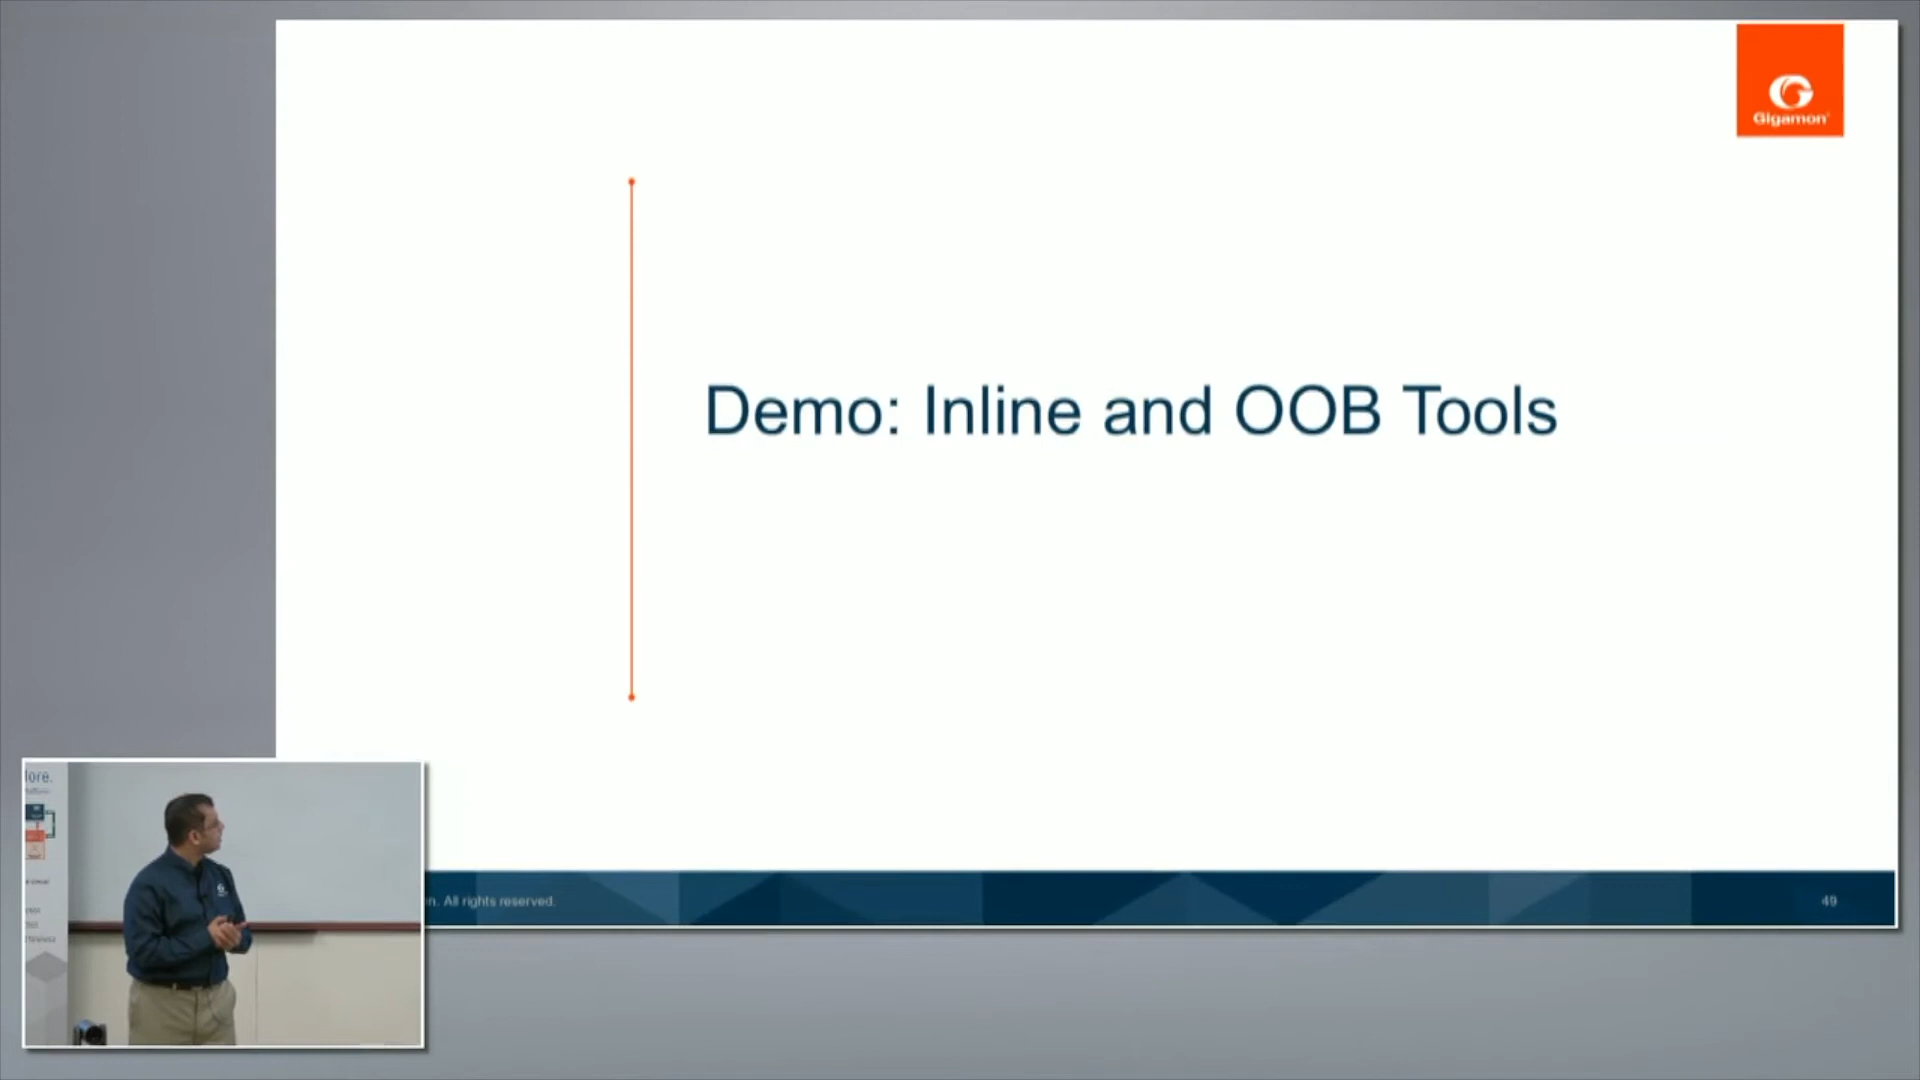 Gigamon
Demo: Inline and OOB Tools
lore.
n. All rights reserved.
49